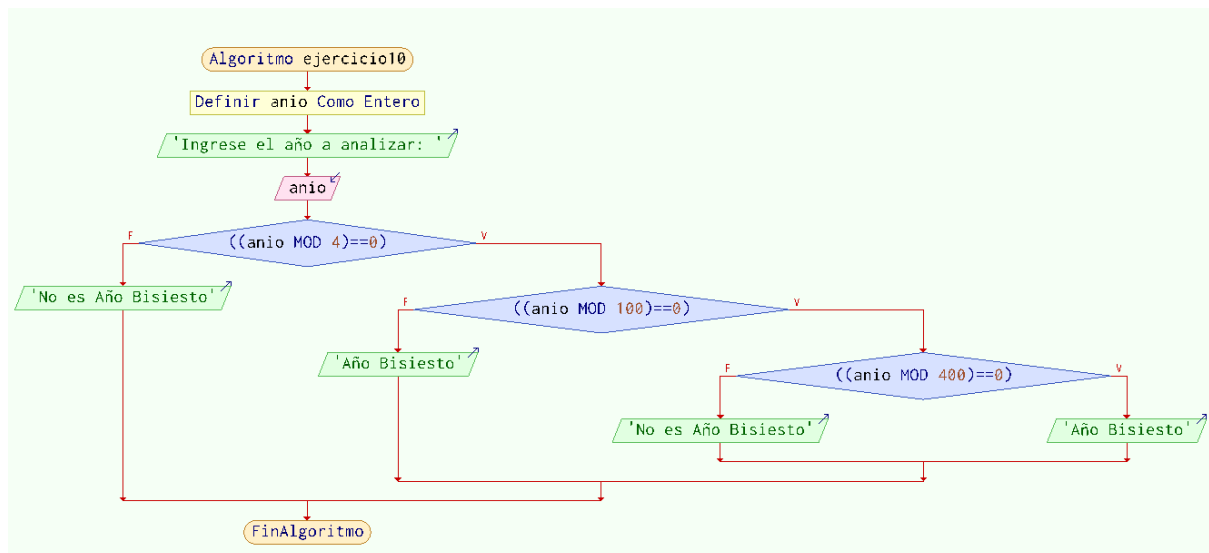 Algoritmo ejercicio10
Definir anio Como Entero
'Ingrese el año a analizar: '
anio
F
((anio MOD 4)==0)
V
'No es Año Bisiesto'
F
((anio MOD 100)==0)
V
'Año Bisiesto'
F
((anio MOD 400)==0)
V
'No es Año Bisiesto'
'Año Bisiesto'
FinAlgoritmo